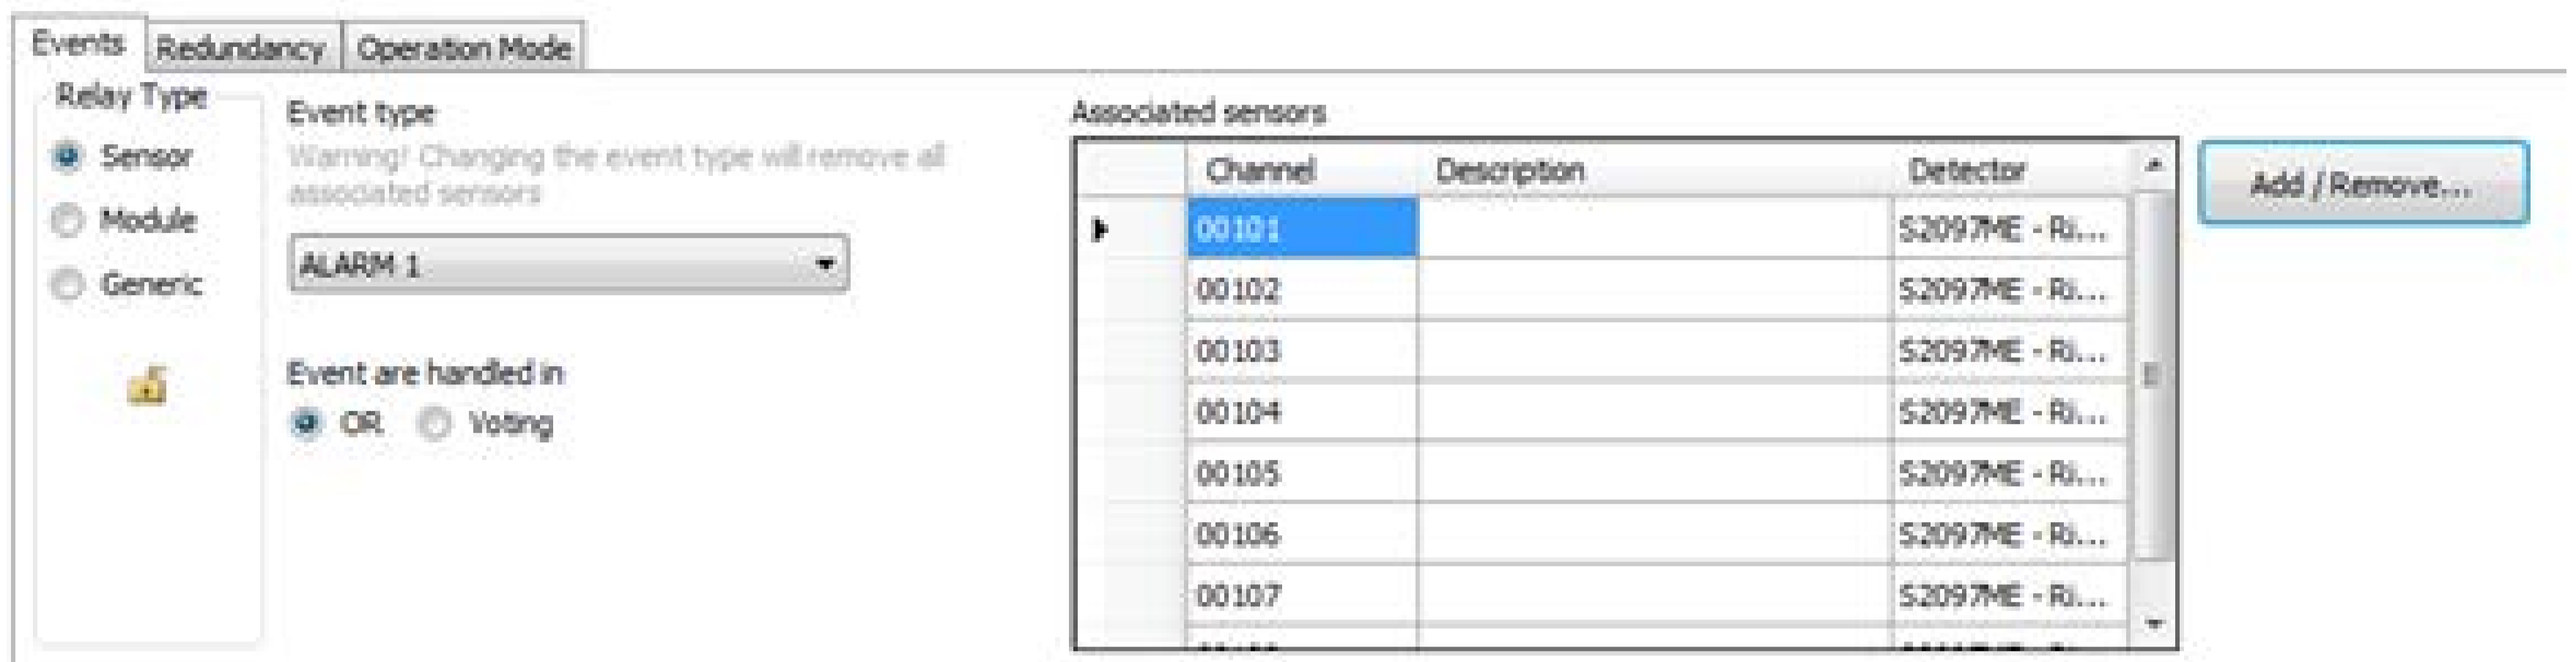 Events Redundancy Operation Mode
Relay Type
Sensor
Module
Generic
Event type
Warning! Changing the event type will remove all
associated sensors
ALARM 1
Event are handled in
OR Voting
Associated sensors
Channel Description Detector
00101 S2097ME - Ri...
00102 S2097ME - Ri...
00103 S2097ME - Ri...
00104 S2097ME - Ri...
00105 S2097ME - Ri...
00106 S2097ME - Ri...
00107 S2097ME - Ri...
Add / Remove...